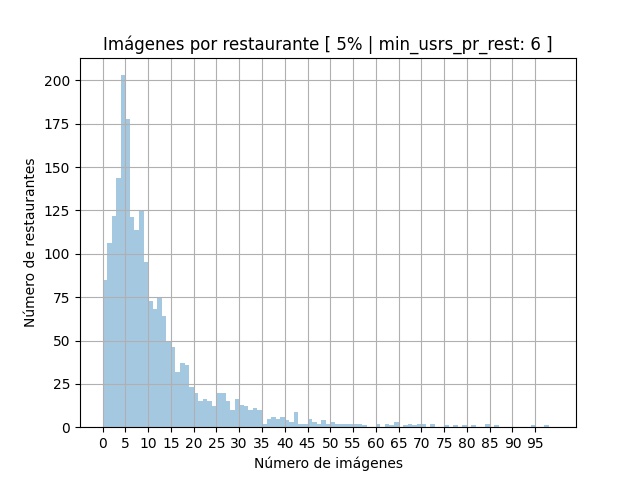 Imágenes por restaurante [ 5% | min_usrs_pr_rest: 6 ]
200
175
150
125
100
75
50
25
0
Número de restaurantes
0 5 10 15 20 25 30 35 40 45 50 55 60 65 70 75 80 85 90 95
Número de imágenes